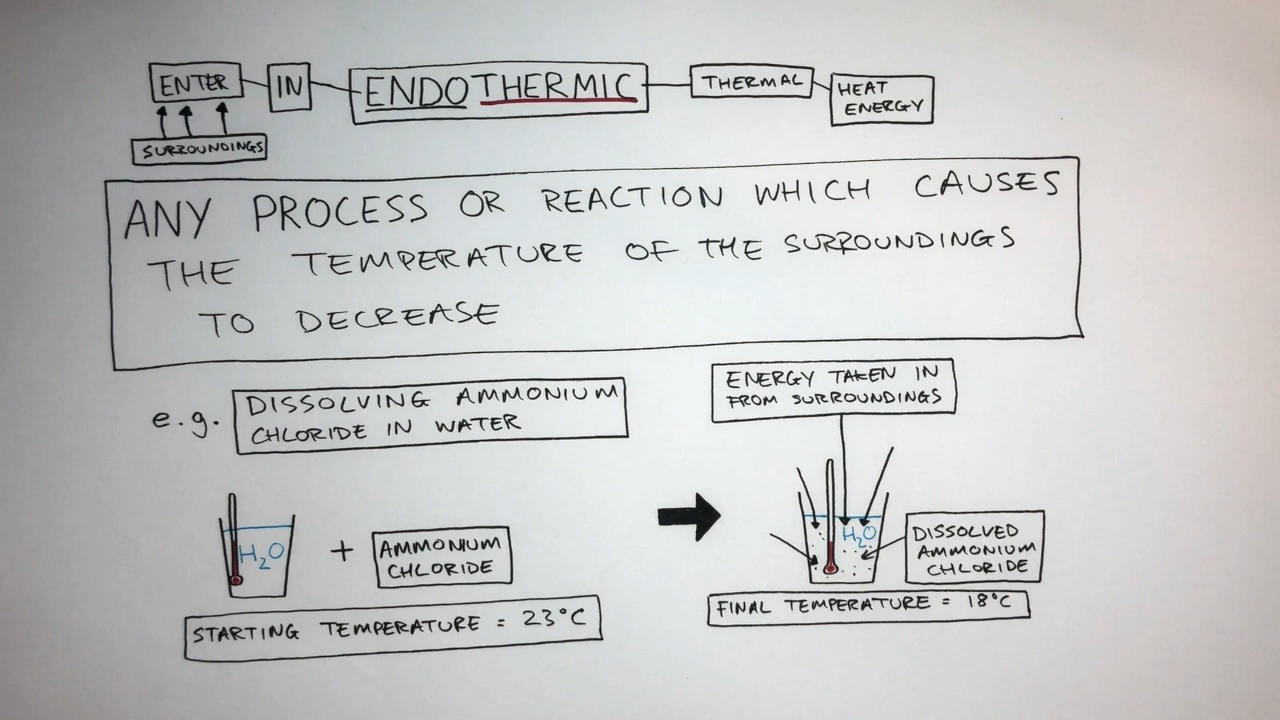 ENTER IN ENDOTHERMIC THERMAL HEAT
ENERGY
SURROUNDINGS
ANY PROCESS OR REACTION WHICH CAUSES
THE TEMPERATURE OF THE SURROUNDINGS
TO DECREASE
e.g. DISSOLVING AMMONIUM
CHLORIDE IN WATER
ENERGY TAKEN IN
FROM SURROUNDINGS
H₂O
+
AMMONIUM
CHLORIDE
H₂O
DISSOLVED
AMMONIUM
CHLORIDE
STARTING TEMPERATURE = 23°C
FINAL TEMPERATURE = 18°C